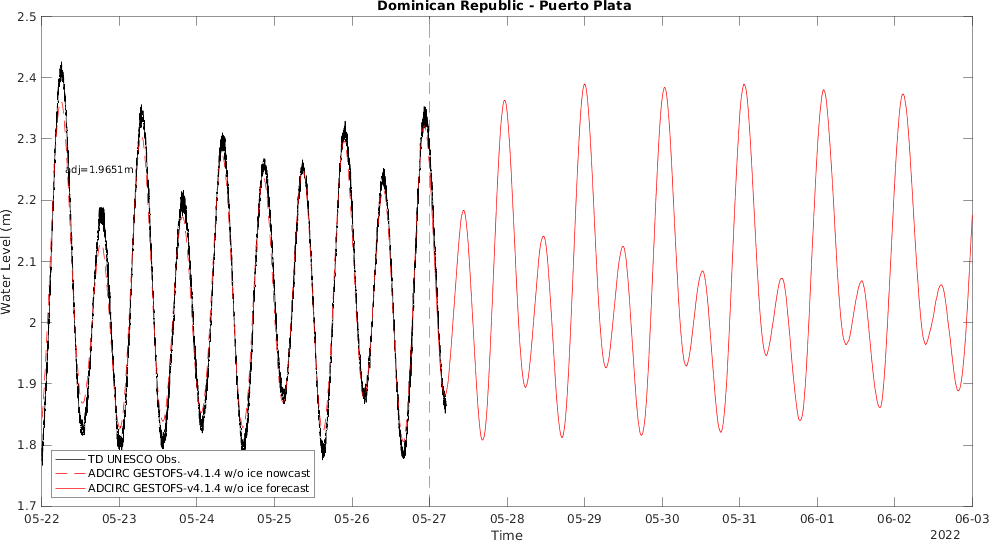 Dominican Republic - Puerto Plata
2.5
2.4
2.3
2.2
2.1
2
1.9
1.8
1.7
Water Level (m)
adj=1.9651m
TD UNESCO Obs.
ADCIRC GESTOFS-v4.1.4 w/o ice nowcast
ADCIRC GESTOFS-v4.1.4 w/o ice forecast
05-22 05-23 05-24 05-25 05-26 05-27 05-28 05-29 05-30 05-31 06-01 06-02 06-03
Time
2022